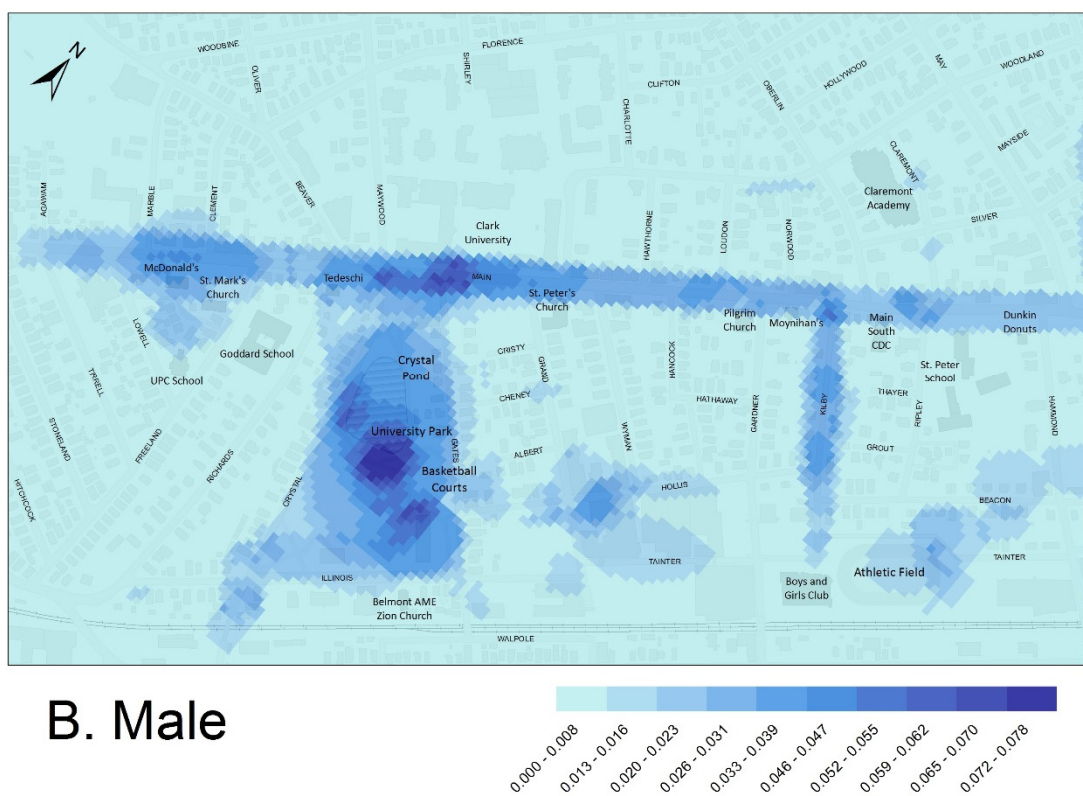 N
WOODBINE
FLORENCE
OLIVER
SHIRLEY
CLIFTON
OBERLIN
HOLLYWOOD
MAY
WOODLAND
CHARLOTTE
MAYSIDE
CLAREMONT
Claremont
Academy
AGAWAM
MARBLE
CLEMENT
BEAVER
MAYWOOD
Clark
University
HAWTHORNE
LOUDON
NORWOOD
SILVER
McDonald's
St. Mark's
Church
Tedeschi
MAIN
St. Peter's
Church
Pilgrim
Church
Moynihan's
Main
South
CDC
Dunkin
Donuts
LOWELL
Goddard School
CRISTY
GRAND
HANCOCK
St. Peter
School
TIRRELL
UPC School
Crystal
Pond
CHENEY
HATHAWAY
GARDNER
KILBY
THAYER
RIPLEY
HAMMOND
STONELAND
FREELAND
RICHARDS
University Park
GATES
WYMAN
GROUT
HITCHCOCK
CRYSTAL
Basketball
Courts
ALBERT
HOLLIS
BEACON
ILLINOIS
TAINTER
Athletic Field
TAINTER
Belmont AME
Zion Church
Boys and
Girls Club
WALPOLE
B. Male
0.000 - 0.008
0.013 - 0.016
0.020 - 0.023
0.026 - 0.031
0.033 - 0.039
0.046 - 0.047
0.052 - 0.055
0.059 - 0.062
0.065 - 0.070
0.072 - 0.078